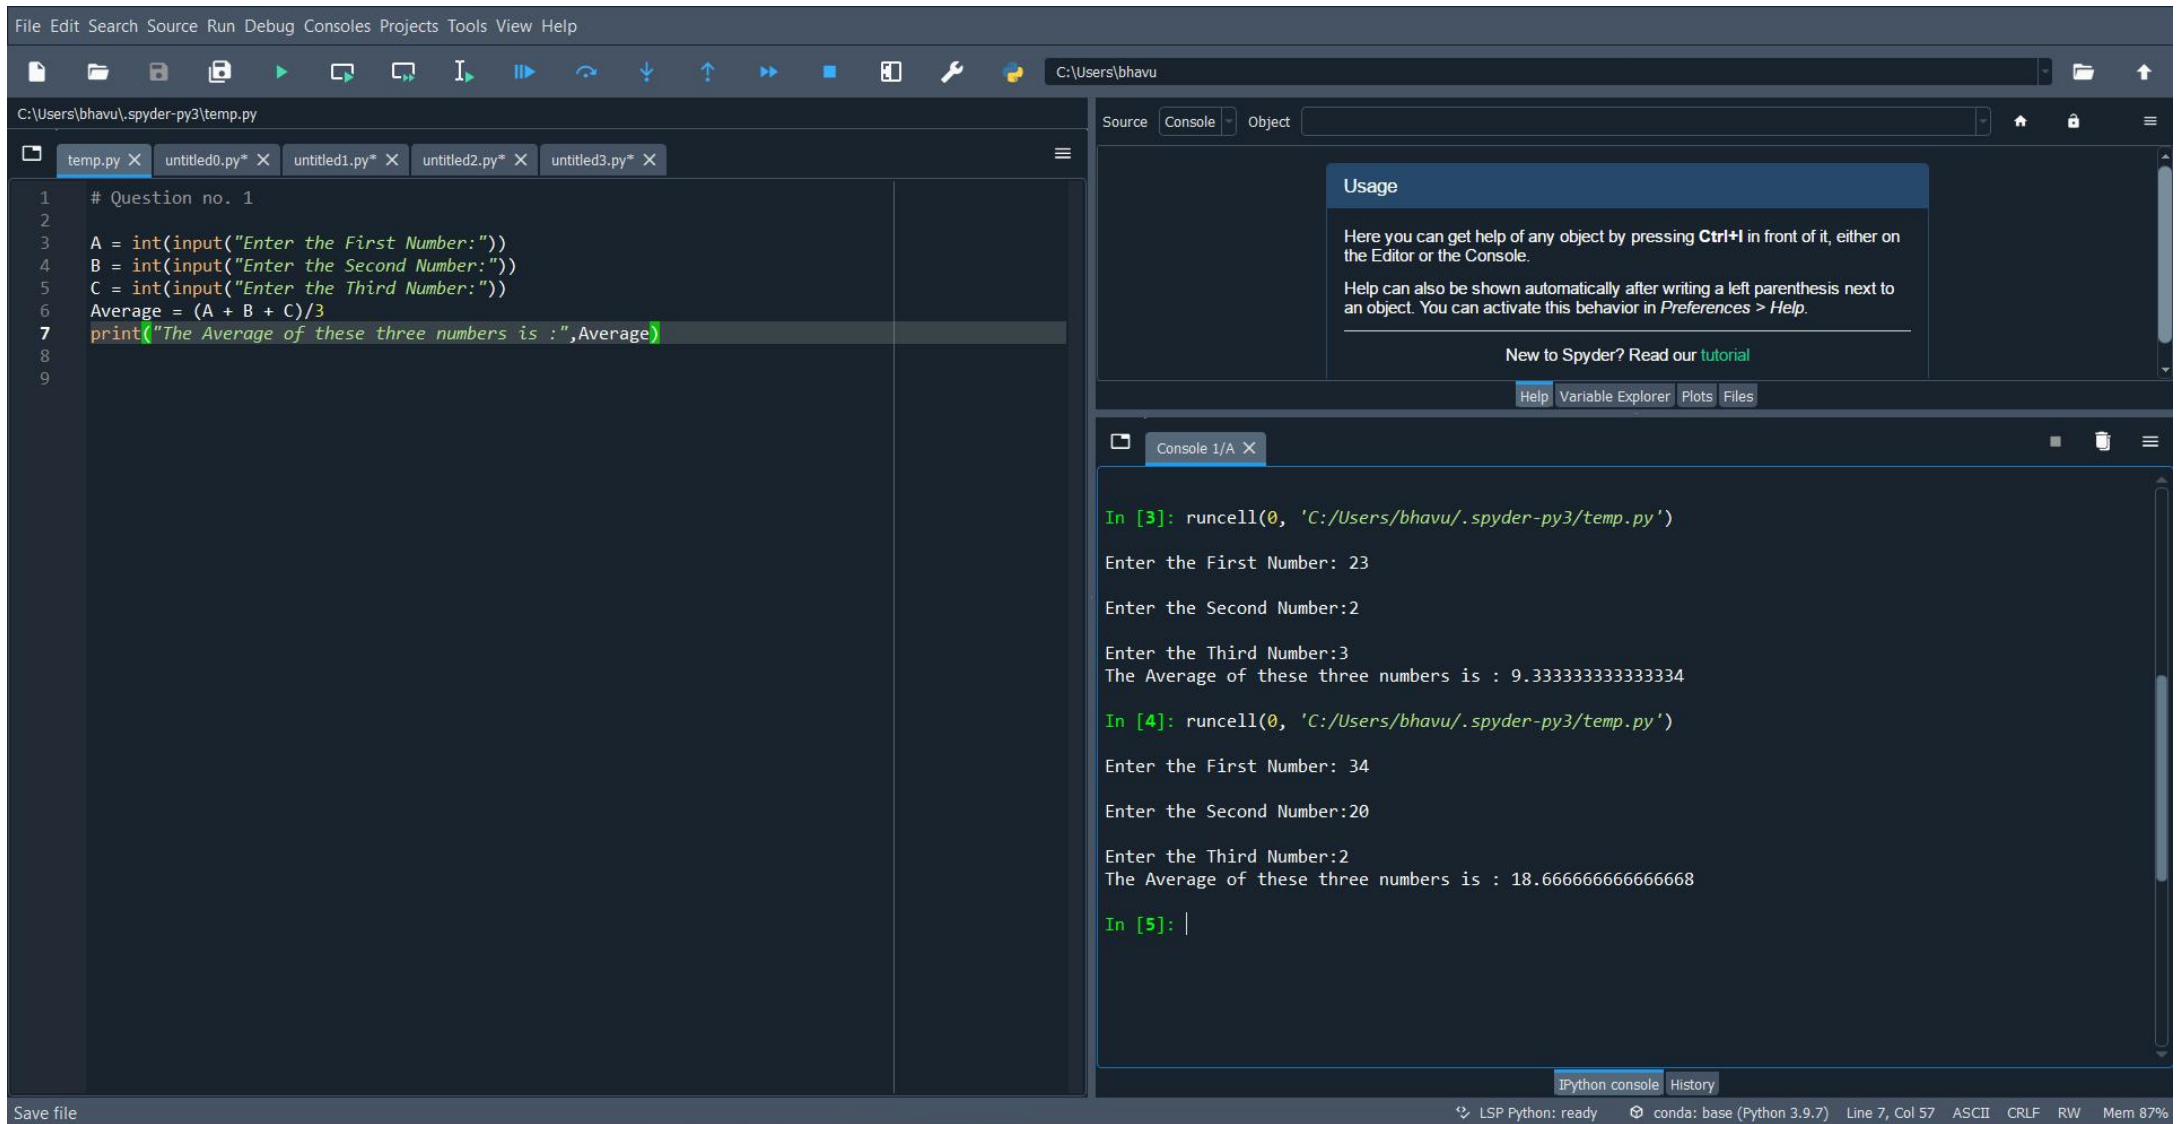 File Edit Search Source Run Debug Consoles Projects Tools View Help
C:\Users\bhavu
C:\Users\bhavu\.spyder-py3\temp.py
temp.py untitled0.py* untitled1.py* untitled2.py* untitled3.py*
1 # Question no. 1
2
3 A = int(input("Enter the First Number:"))
4 B = int(input("Enter the Second Number:"))
5 C = int(input("Enter the Third Number:"))
6 Average = (A + B + C)/3
7 print("The Average of these three numbers is :",Average)
8
9
Source Console Object
Usage
Here you can get help of any object by pressing Ctrl+I in front of it, either on
the Editor or the Console.
Help can also be shown automatically after writing a left parenthesis next to
an object. You can activate this behavior in Preferences > Help.
New to Spyder? Read our tutorial
Help Variable Explorer Plots Files
Console 1/A
In [3]: runcell(0, 'C:/Users/bhavu/.spyder-py3/temp.py')
Enter the First Number: 23
Enter the Second Number:2
Enter the Third Number:3
The Average of these three numbers is : 9.333333333333334
In [4]: runcell(0, 'C:/Users/bhavu/.spyder-py3/temp.py')
Enter the First Number: 34
Enter the Second Number:20
Enter the Third Number:2
The Average of these three numbers is : 18.666666666666668
In [5]:
IPython console History
Save file
LSP Python: ready conda: base (Python 3.9.7) Line 7, Col 57 ASCII CRLF RW Mem 87%